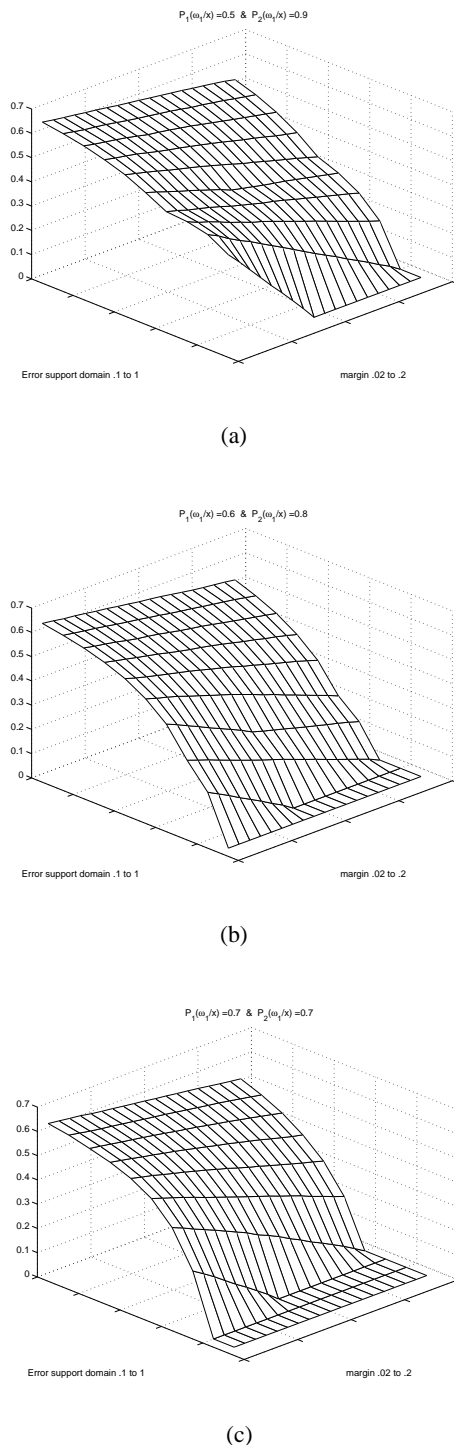 P1(ω1/x) =0.5 & P2(ω1/x) =0.9
0.7
0.6
0.5
0.4
0.3
0.2
0.1
0
Error support domain .1 to 1
margin .02 to .2
(a)
P1(ω1/x) =0.6 & P2(ω1/x) =0.8
0.7
0.6
0.5
0.4
0.3
0.2
0.1
0
Error support domain .1 to 1
margin .02 to .2
(b)
P1(ω1/x) =0.7 & P2(ω1/x) =0.7
0.7
0.6
0.5
0.4
0.3
0.2
0.1
0
Error support domain .1 to 1
margin .02 to .2
(c)